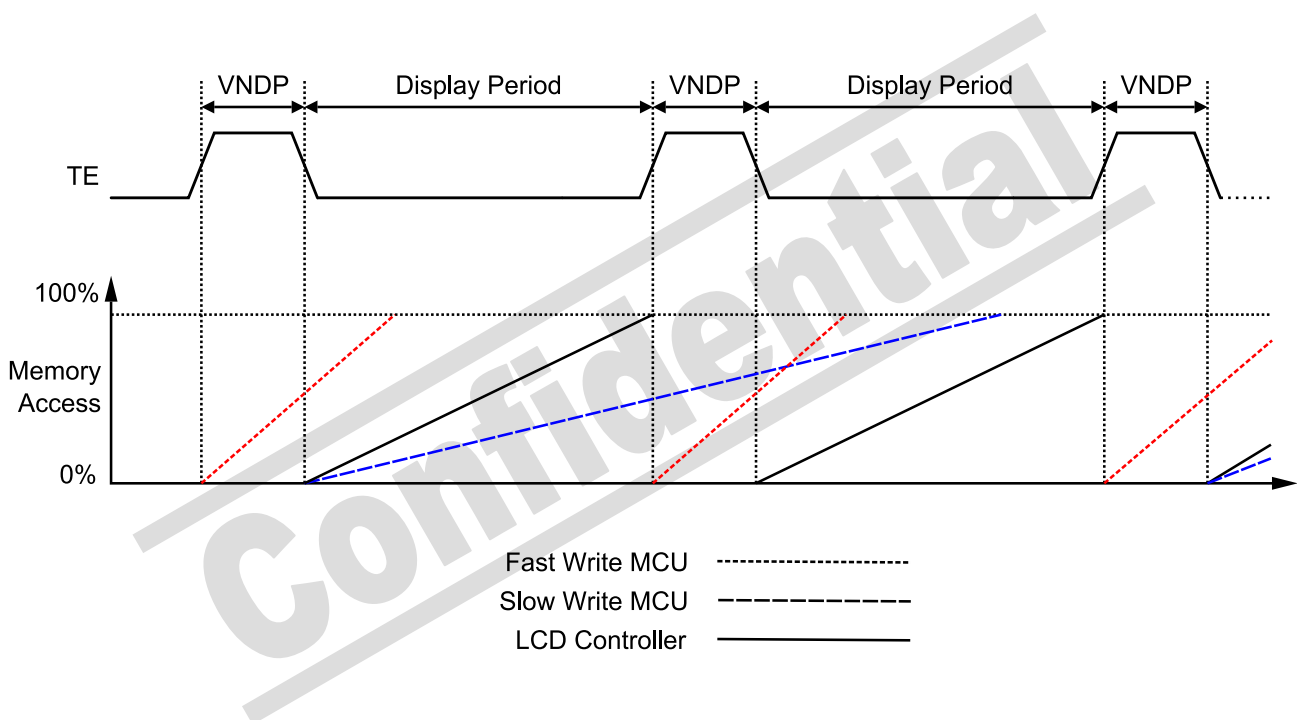 VNDP Display Period VNDP Display Period VNDP
TE
100%
Memory
Access
0%
Fast Write MCU
Slow Write MCU
LCD Controller
Confidential